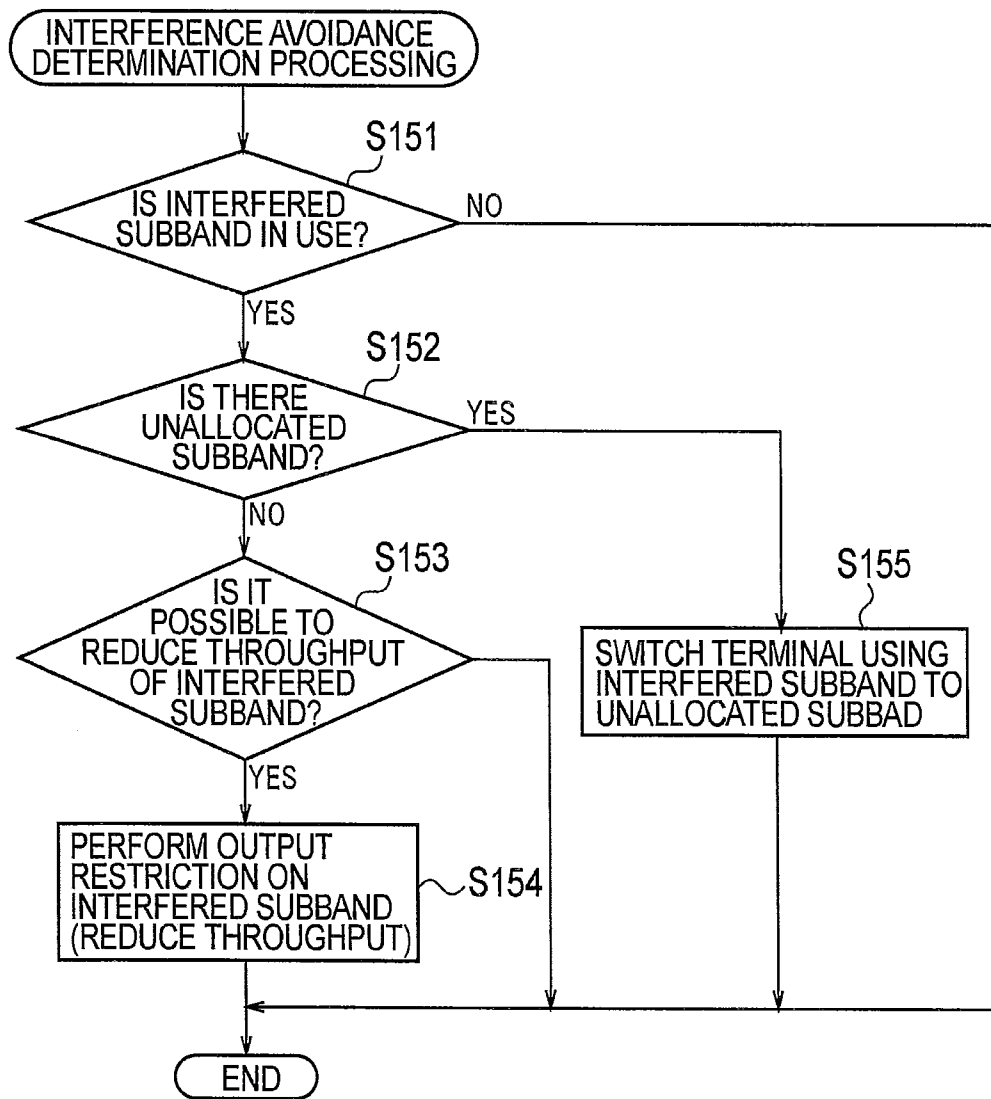 INTERFERENCE AVOIDANCE
DETERMINATION PROCESSING
S151
IS INTERFERED
SUBBAND IN USE?
NO
YES
S152
IS THERE
UNALLOCATED
SUBBAND?
YES
NO
S153
IS IT
POSSIBLE TO
REDUCE THROUGHPUT
OF INTERFERED
SUBBAND?
YES
S155
SWITCH TERMINAL USING
INTERFERED SUBBAND TO
UNALLOCATED SUBBAD
PERFORM OUTPUT
RESTRICTION ON
INTERFERED SUBBAND
(REDUCE THROUGHPUT)
S154
END